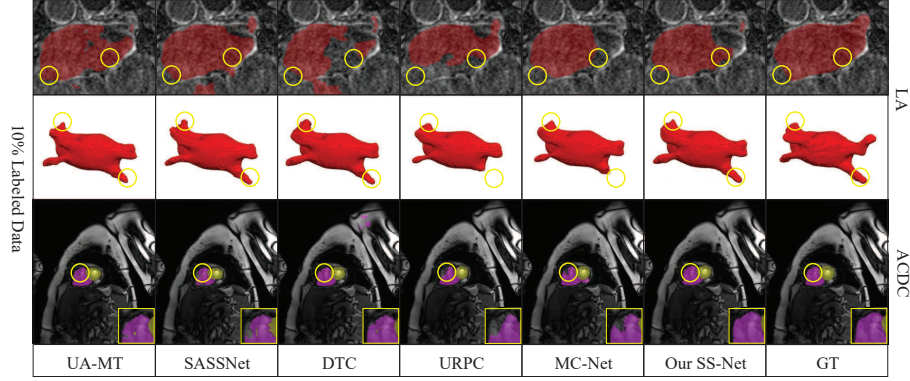 10% Labeled Data
LA
ACDC
UA-MT
SASSNet
DTC
URPC
MC-Net
Our SS-Net
GT